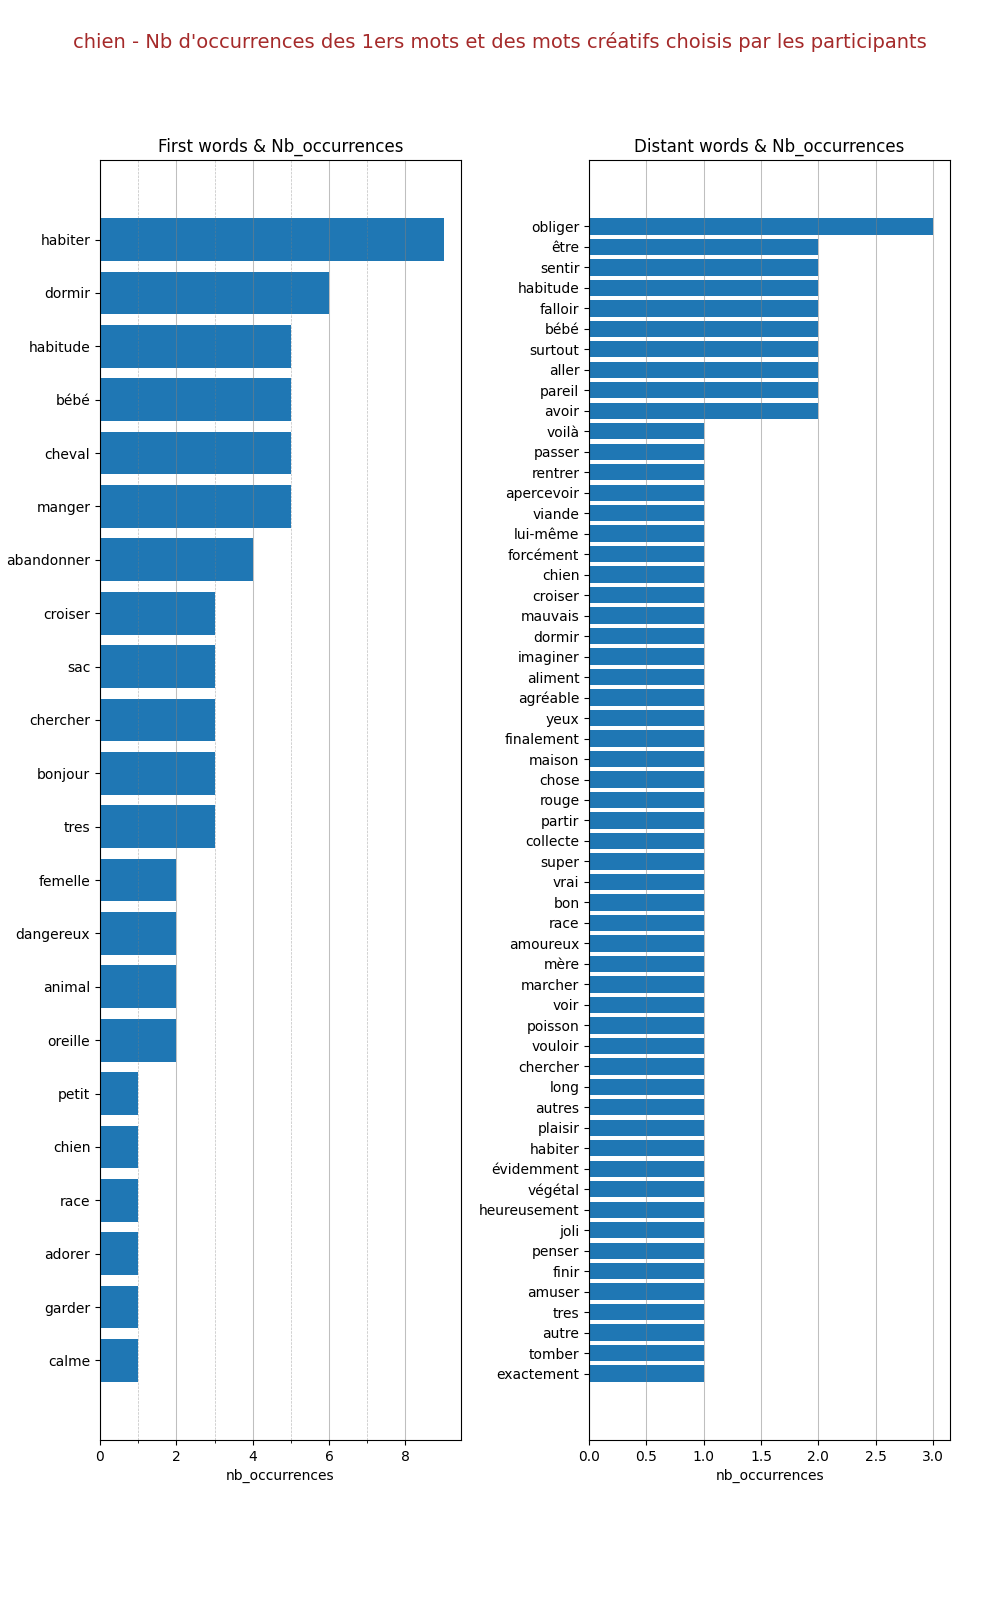 chien - Nb d'occurrences des 1ers mots et des mots créatifs choisis par les participants
First words & Nb_occurrences
habiter
dormir
habitude
bébé
cheval
manger
abandonner
croiser
sac
chercher
bonjour
tres
femelle
dangereux
animal
oreille
petit
chien
race
adorer
garder
calme
0 2 4 6 8
nb_occurrences
Distant words & Nb_occurrences
obliger
être
sentir
habitude
falloir
bébé
surtout
aller
pareil
avoir
voilà
passer
rentrer
apercevoir
viande
lui-même
forcément
chien
croiser
mauvais
dormir
imaginer
aliment
agréable
yeux
finalement
maison
chose
rouge
partir
collecte
super
vrai
bon
race
amoureux
mère
marcher
voir
poisson
vouloir
chercher
long
autres
plaisir
habiter
évidemment
végétal
heureusement
joli
penser
finir
amuser
tres
autre
tomber
exactement
0.0 0.5 1.0 1.5 2.0 2.5 3.0
nb_occurrences